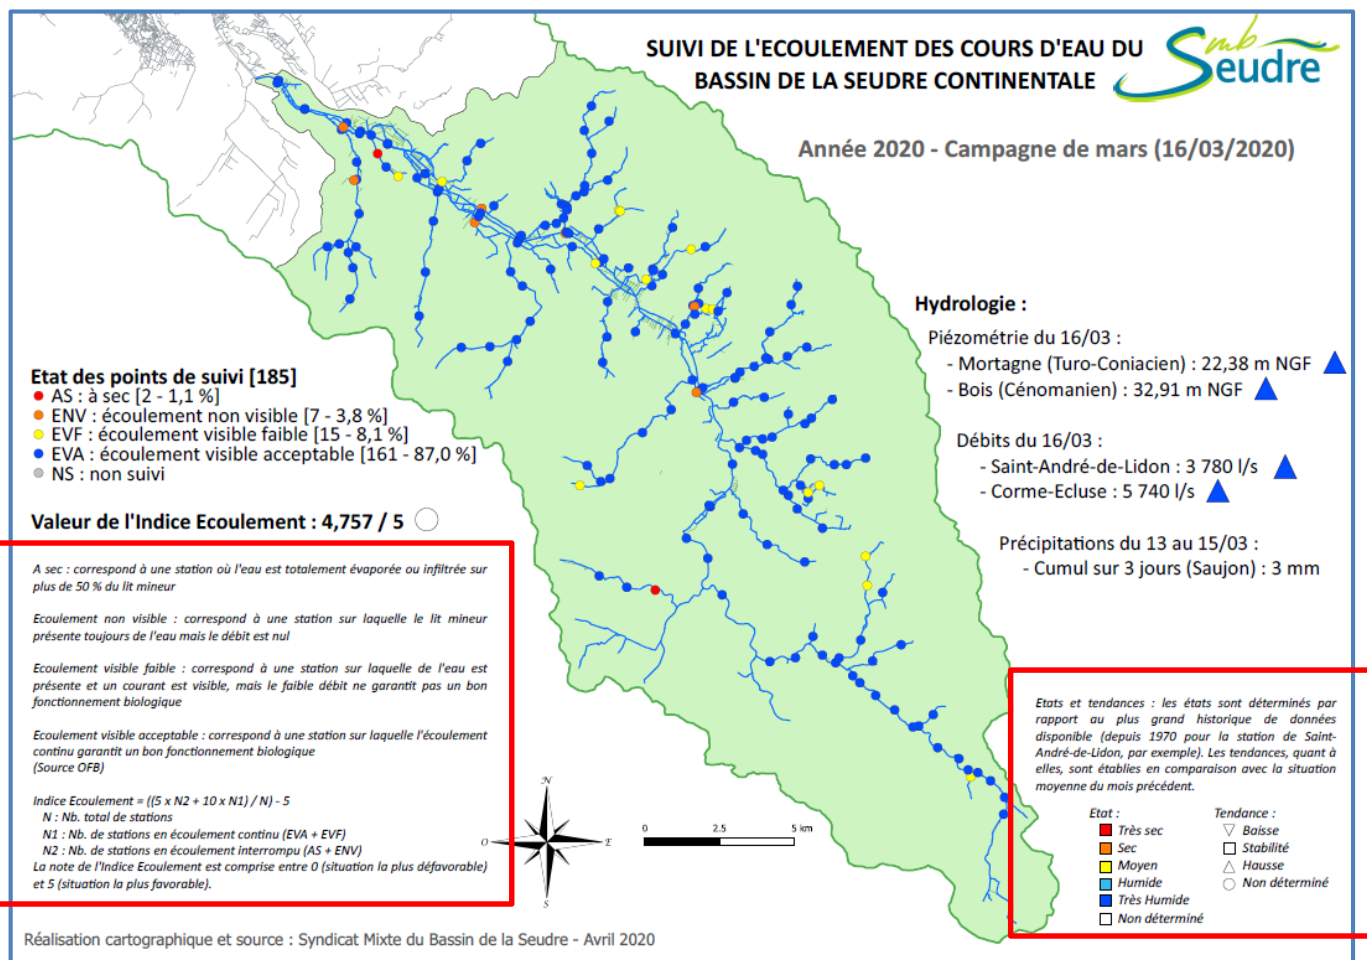 SUIVI DE L'ECOULEMENT DES COURS D'EAU DU
BASSIN DE LA SEUDRE CONTINENTALE
smb
Seudre
Année 2020 - Campagne de mars (16/03/2020)
Hydrologie :
Piézométrie du 16/03 :
- Mortagne (Turo-Coniacien) : 22,38 m NGF
- Bois (Cénomanien) : 32,91 m NGF
Débits du 16/03 :
- Saint-André-de-Lidon : 3 780 l/s
- Corme-Ecluse : 5 740 l/s
Précipitations du 13 au 15/03 :
- Cumul sur 3 jours (Saujon) : 3 mm
Etat des points de suivi [185]
AS : à sec [2 - 1,1 %]
ENV : écoulement non visible [7 - 3,8 %]
EVF : écoulement visible faible [15 - 8,1 %]
EVA : écoulement visible acceptable [161 - 87,0 %]
NS : non suivi
Valeur de l'Indice Ecoulement : 4,757 / 5
A sec : correspond à une station où l'eau est totalement évaporée ou infiltrée sur
plus de 50 % du lit mineur
Ecoulement non visible : correspond à une station sur laquelle le lit mineur
présente toujours de l'eau mais le débit est nul
Ecoulement visible faible : correspond à une station sur laquelle de l'eau est
présente et un courant est visible, mais le faible débit ne garantit pas un bon
fonctionnement biologique
Ecoulement visible acceptable : correspond à une station sur laquelle l'écoulement
continu garantit un bon fonctionnement biologique
(Source OFB)
Indice Ecoulement = ((5 x N2 + 10 x N1) / N) - 5
N : Nb. total de stations
N1 : Nb. de stations en écoulement continu (EVA + EVF)
N2 : Nb. de stations en écoulement interrompu (AS + ENV)
La note de l'Indice Ecoulement est comprise entre 0 (situation la plus défavorable)
et 5 (situation la plus favorable).
N
O
E
S
0 2.5 5 km
Etats et tendances : les états sont déterminés par
rapport au plus grand historique de données
disponible (depuis 1970 pour la station de Saint-
André-de-Lidon, par exemple). Les tendances, quant à
elles, sont établies en comparaison avec la situation
moyenne du mois précédent.
Etat :
Très sec
Sec
Moyen
Humide
Très Humide
Non déterminé
Tendance :
Baisse
Stabilité
Hausse
Non déterminé
Réalisation cartographique et source : Syndicat Mixte du Bassin de la Seudre - Avril 2020